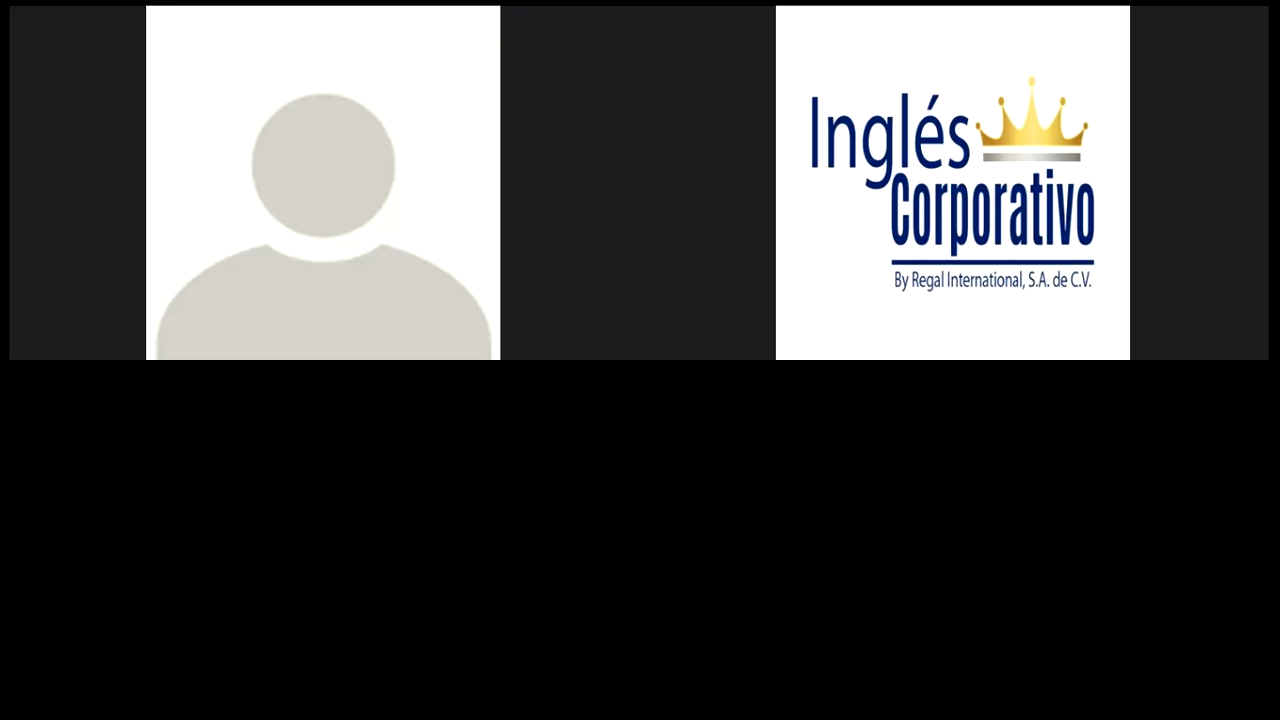 Inglés
Corporativo
By Regal International, S.A. de C.V.